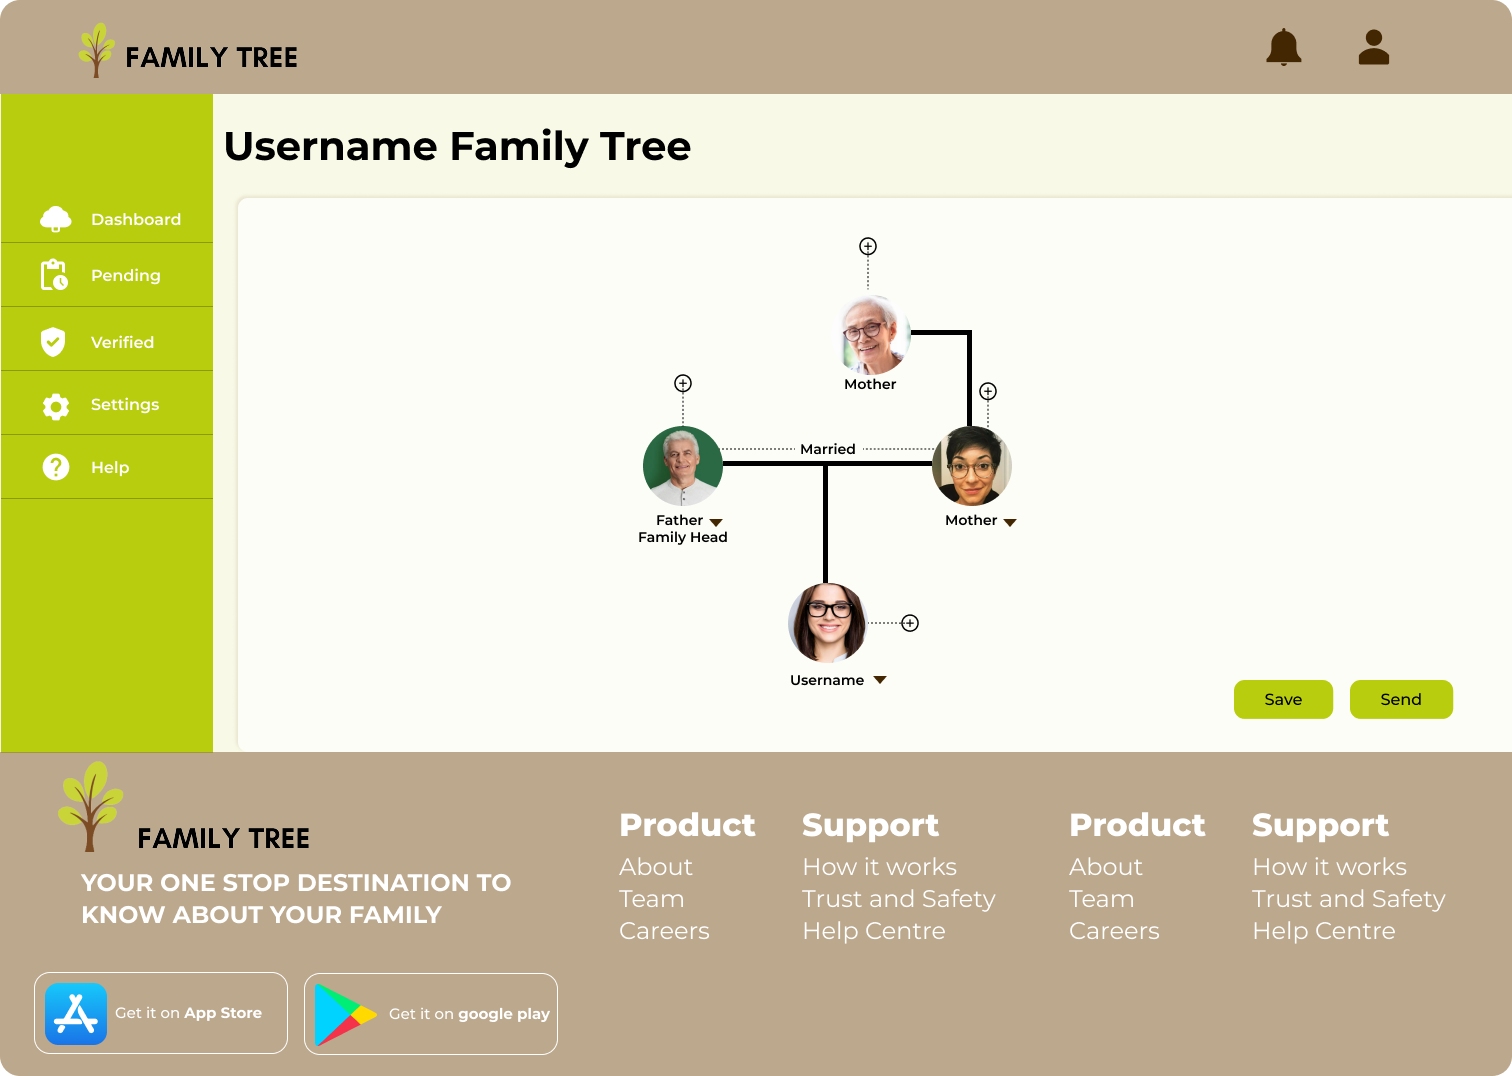 FAMILY TREE
Username Family Tree
Dashboard
Pending
Verified
Settings
Help
Mother
Married
Father
Family Head
Mother
Username
Save
Send
FAMILY TREE
YOUR ONE STOP DESTINATION TO
KNOW ABOUT YOUR FAMILY
Get it on App Store
Get it on google play
Product
About
Team
Careers
Support
How it works
Trust and Safety
Help Centre
Product
About
Team
Careers
Support
How it works
Trust and Safety
Help Centre